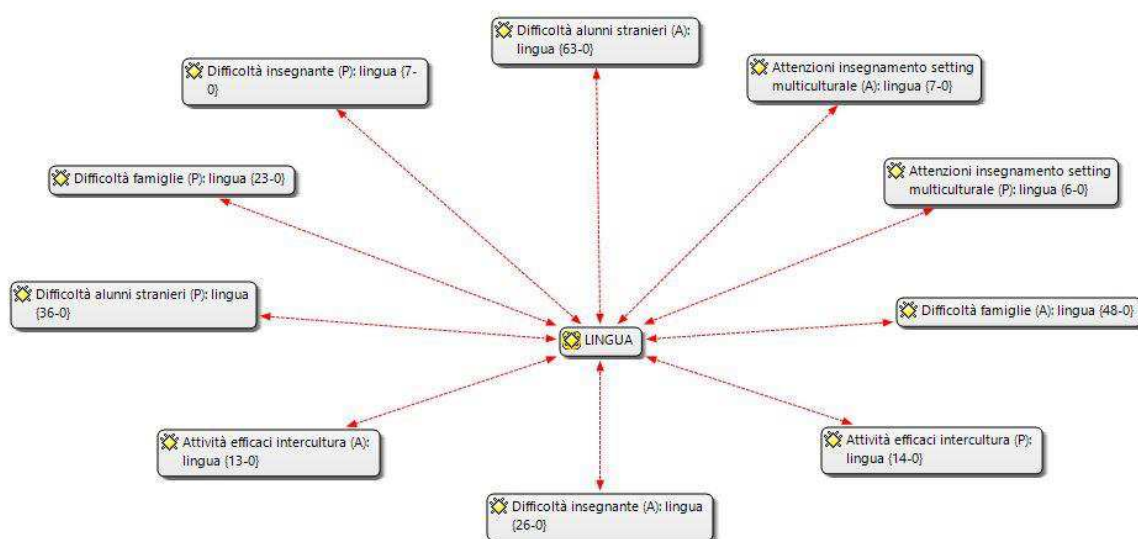 Difficoltà alunni stranieri (A):
lingua {63-0}
Difficoltà insegnante (P): lingua {7-
0}
Attenzioni insegnamento setting
multiculturale (A): lingua {7-0}
Difficoltà famiglie (P): lingua {23-0}
Attenzioni insegnamento setting
multiculturale (P): lingua {6-0}
Difficoltà alunni stranieri (P): lingua
{36-0}
Difficoltà famiglie (A): lingua {48-0}
LINGUA
Attività efficaci intercultura (A):
lingua {13-0}
Attività efficaci intercultura (P):
lingua {14-0}
Difficoltà insegnante (A): lingua
{26-0}